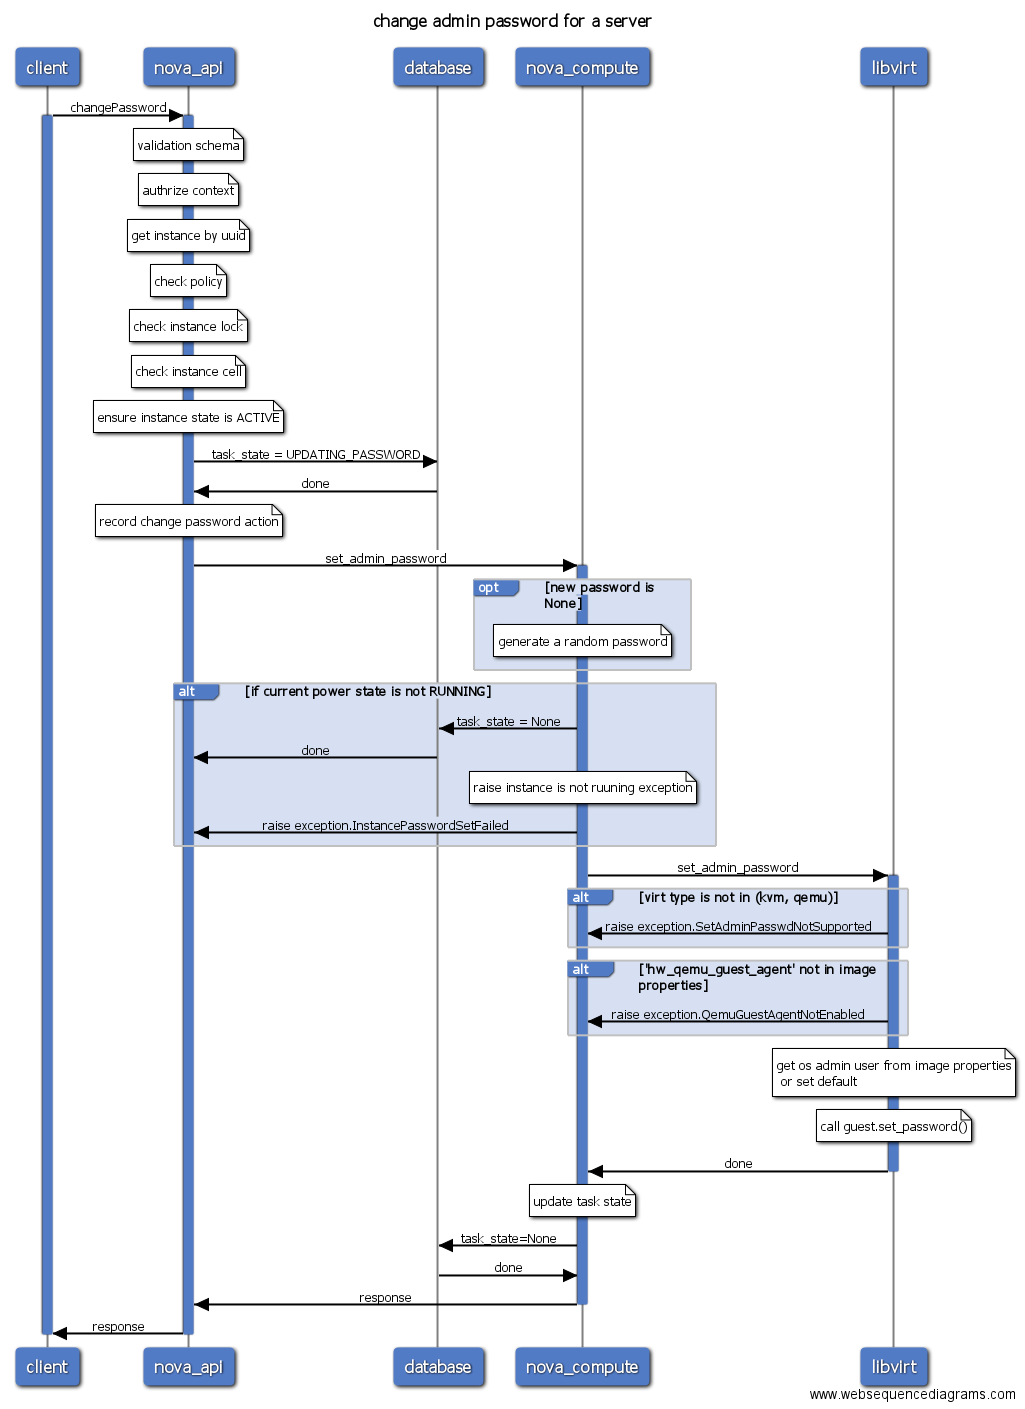 change admin password for a server
client
nova_api
database
nova_compute
libvirt
changePassword
validation schema
authrize context
get instance by uuid
check policy
check instance lock
check instance cell
ensure instance state is ACTIVE
task_state = UPDATING_PASSWORD
done
record change password action
set_admin_password
opt
[new password is
None]
generate a random password
alt
[if current power state is not RUNNING]
task_state = None
done
raise instance is not ruuning exception
raise exception.InstancePasswordSetFailed
set_admin_password
alt
[virt type is not in (kvm, qemu)]
raise exception.SetAdminPasswdNotSupported
alt
['hw_qemu_guest_agent' not in image
properties]
raise exception.QemuGuestAgentNotEnabled
get os admin user from image properties
or set default
call guest.set_password()
done
update task state
task_state=None
done
response
response
client
nova_api
database
nova_compute
libvirt
www.websequencediagrams.com